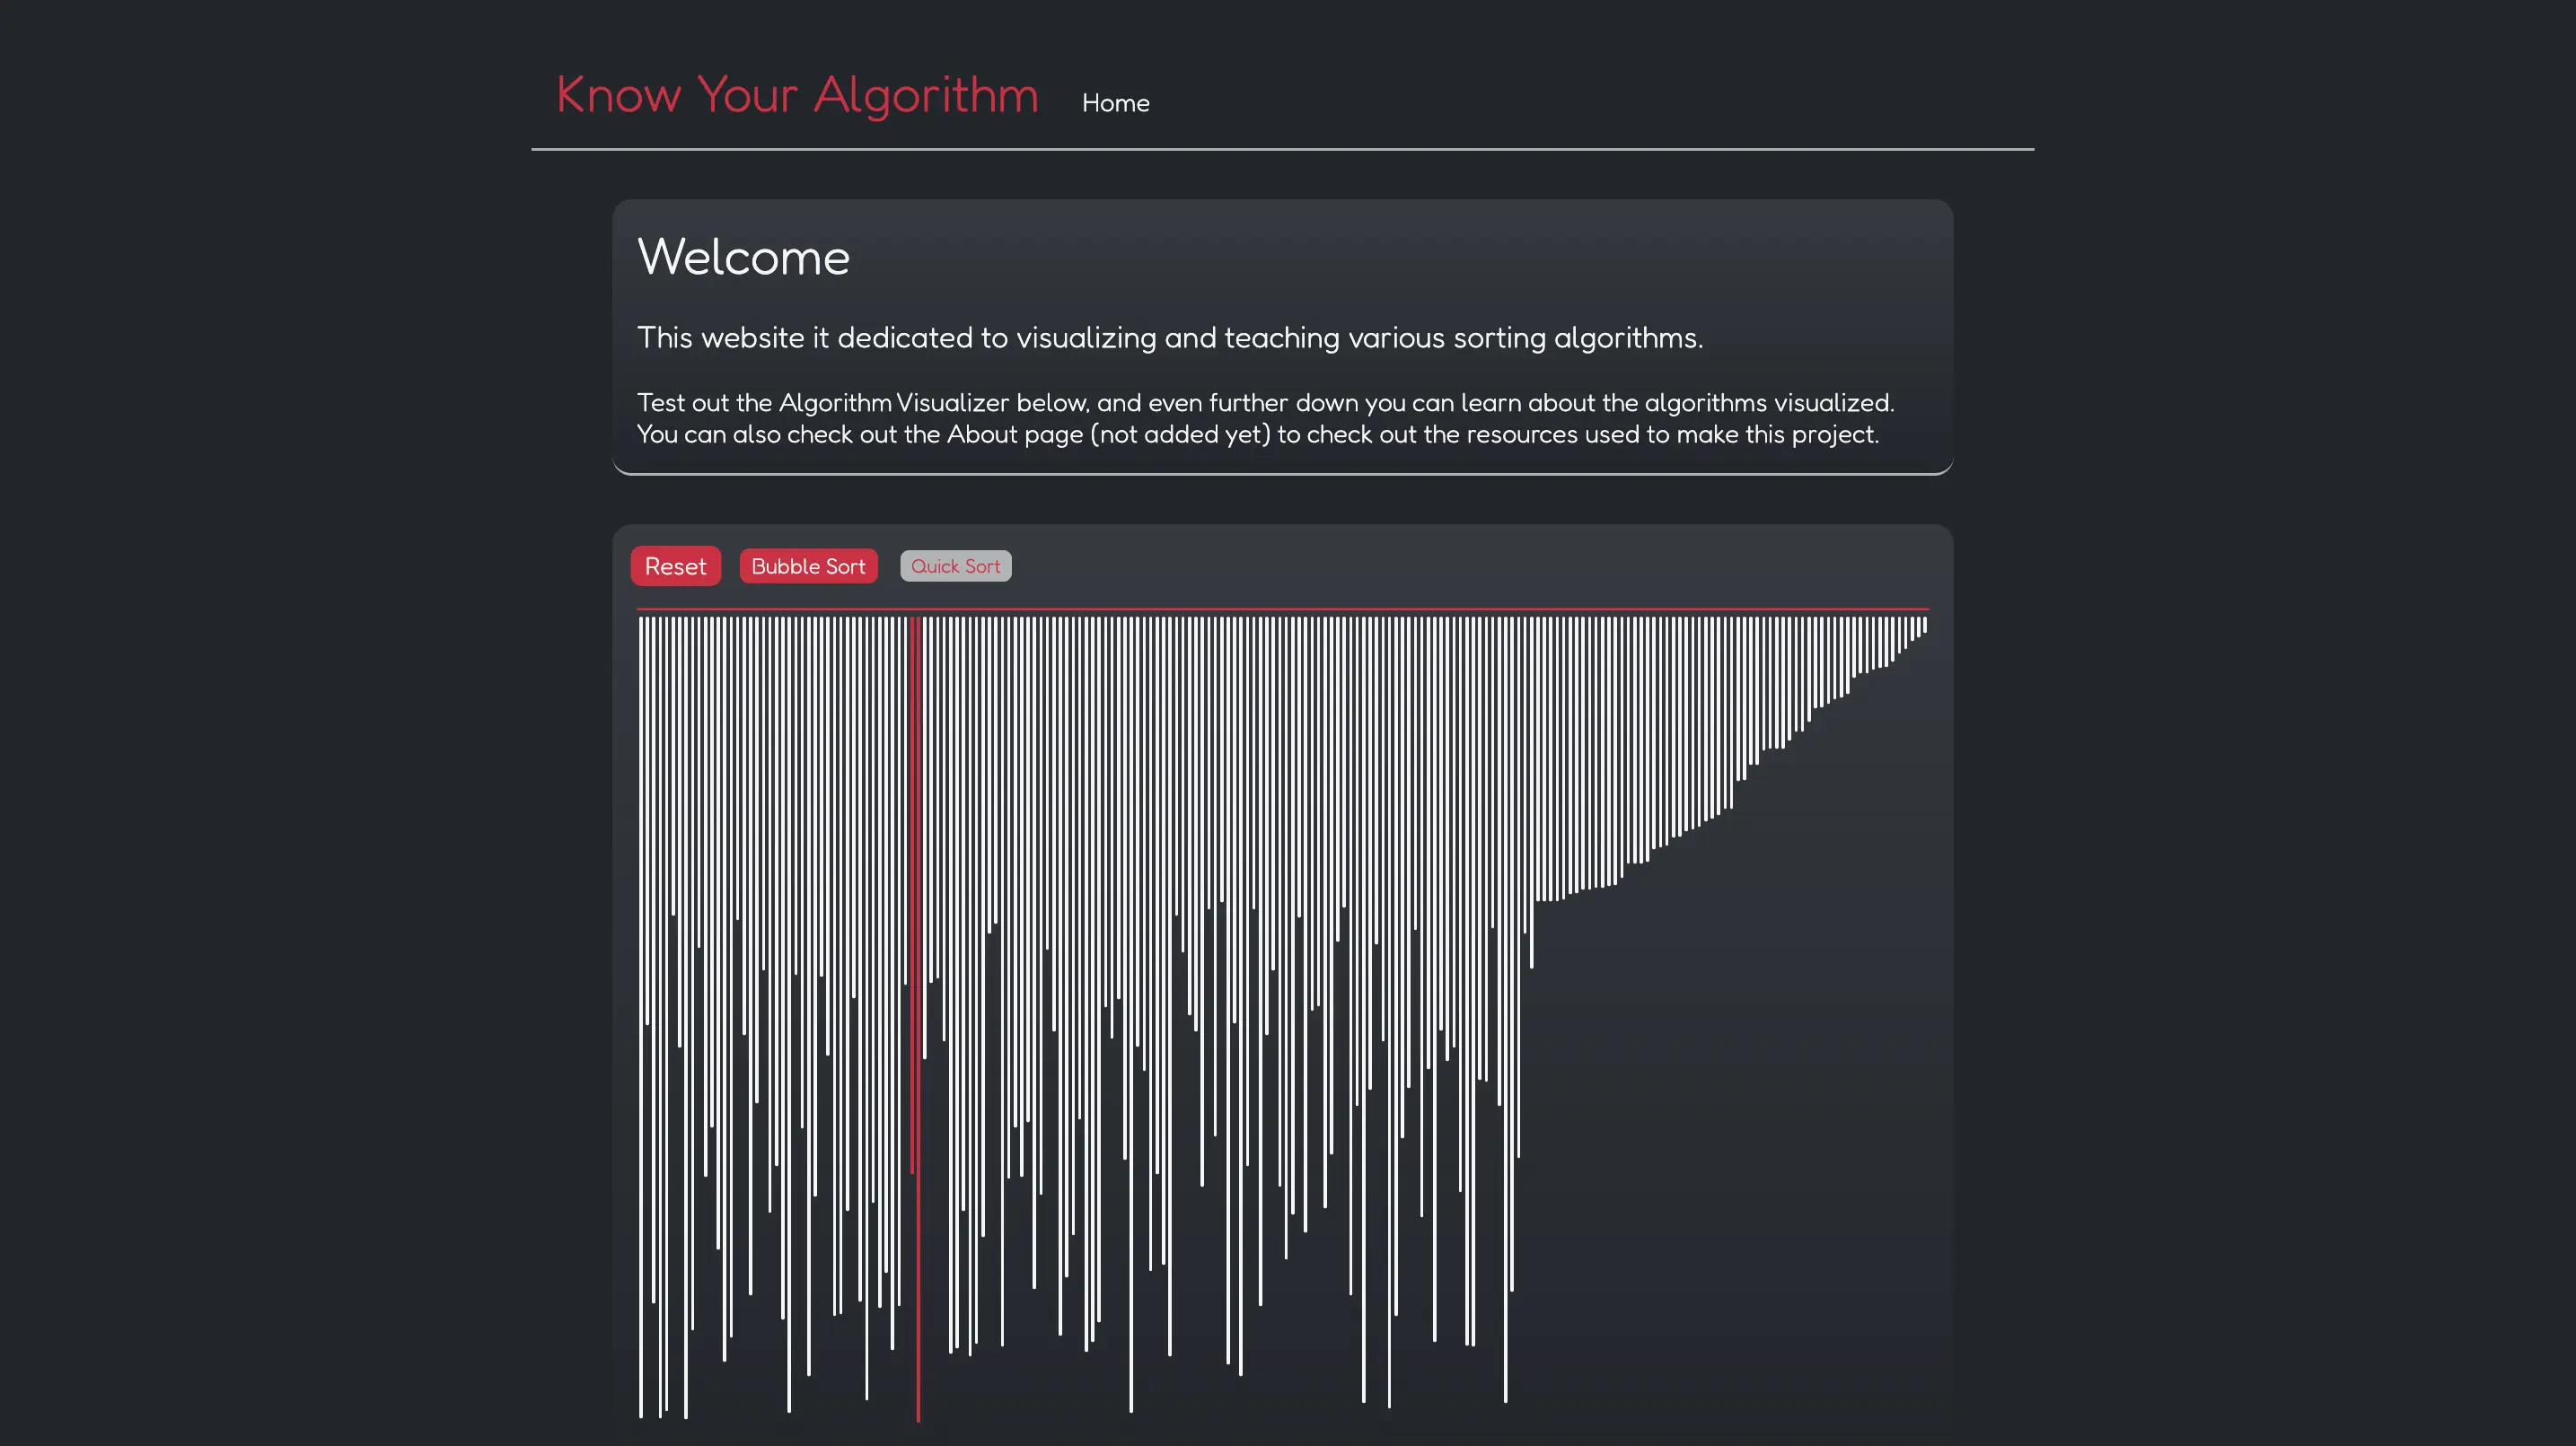 Know Your Algorithm Home
Welcome
This website it dedicated to visualizing and teaching various sorting algorithms.
Test out the Algorithm Visualizer below, and even further down you can learn about the algorithms visualized.
You can also check out the About page (not added yet) to check out the resources used to make this project.
Reset Bubble Sort Quick Sort